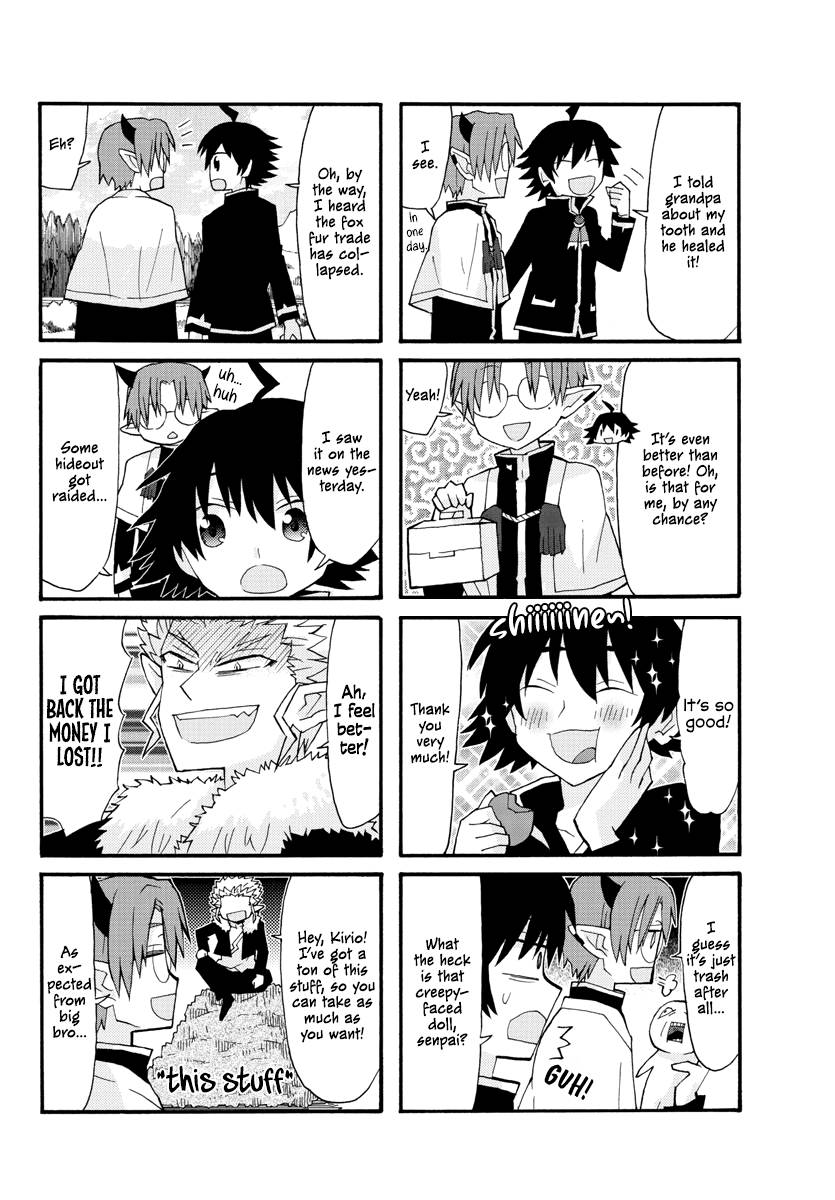 I told
grandpa
about my
tooth and
he healed
it!
I
see.
in
one
day.
It's even
better than
before! Oh,
is that for
me, by any
chance?
Yeah!
shiiiiiinen!
It's so
good!
Thank
you
very
much!
I
guess
it's just
trash
after
all...
GUH!
What
the heck
is that
creepy-
faced
doll,
senpai?
Oh, by
the way,
I heard
the fox
fur trade
has col-
lapsed.
Eh?
I saw
it on the
news yes-
terday.
uh...
huh
Some
hideout
got
raided...
Ah,
I feel
bet-
ter!
I GOT
BACK THE
MONEY I
LOST!!
Hey, Kirio!
I've got a
ton of this
stuff, so you
can take as
much as
you want!
"this stuff"
As
ex-
pected
from
big
bro...